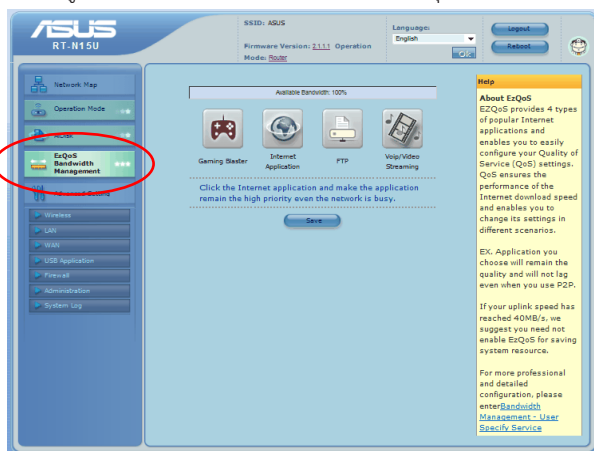 ASUS
RT-N15U
SSID: ASUS
Firmware Version: 2.1.1.1 Operation
Mode: Router
Language:
English
OK
Logout
Reboot
Network Map
Operation Mode
AiDisk
EzQoS
Bandwidth
Management
Advanced Setting
Wireless
LAN
WAN
USB Application
Firewall
Administration
System Log
Available Bandwidth: 100%
Gaming Blaster
Internet
Application
FTP
Voip/Video
Streaming
Click the Internet application and make the application
remain the high priority even the network is busy.
Save
Help
About EzQoS
EZQoS provides 4 types
of popular Internet
applications and
enables you to easily
configure your Quality of
Service (QoS) settings.
QoS ensures the
performance of the
Internet download speed
and enables you to
change its settings in
different scenarios.
EX. Application you
choose will remain the
quality and will not lag
even when you use P2P.
If your uplink speed has
reached 40MB/s, we
suggest you need not
enable EzQoS for saving
system resource.
For more professional
and detailed
configuration, please
enterBandwidth
Management - User
Specify Service